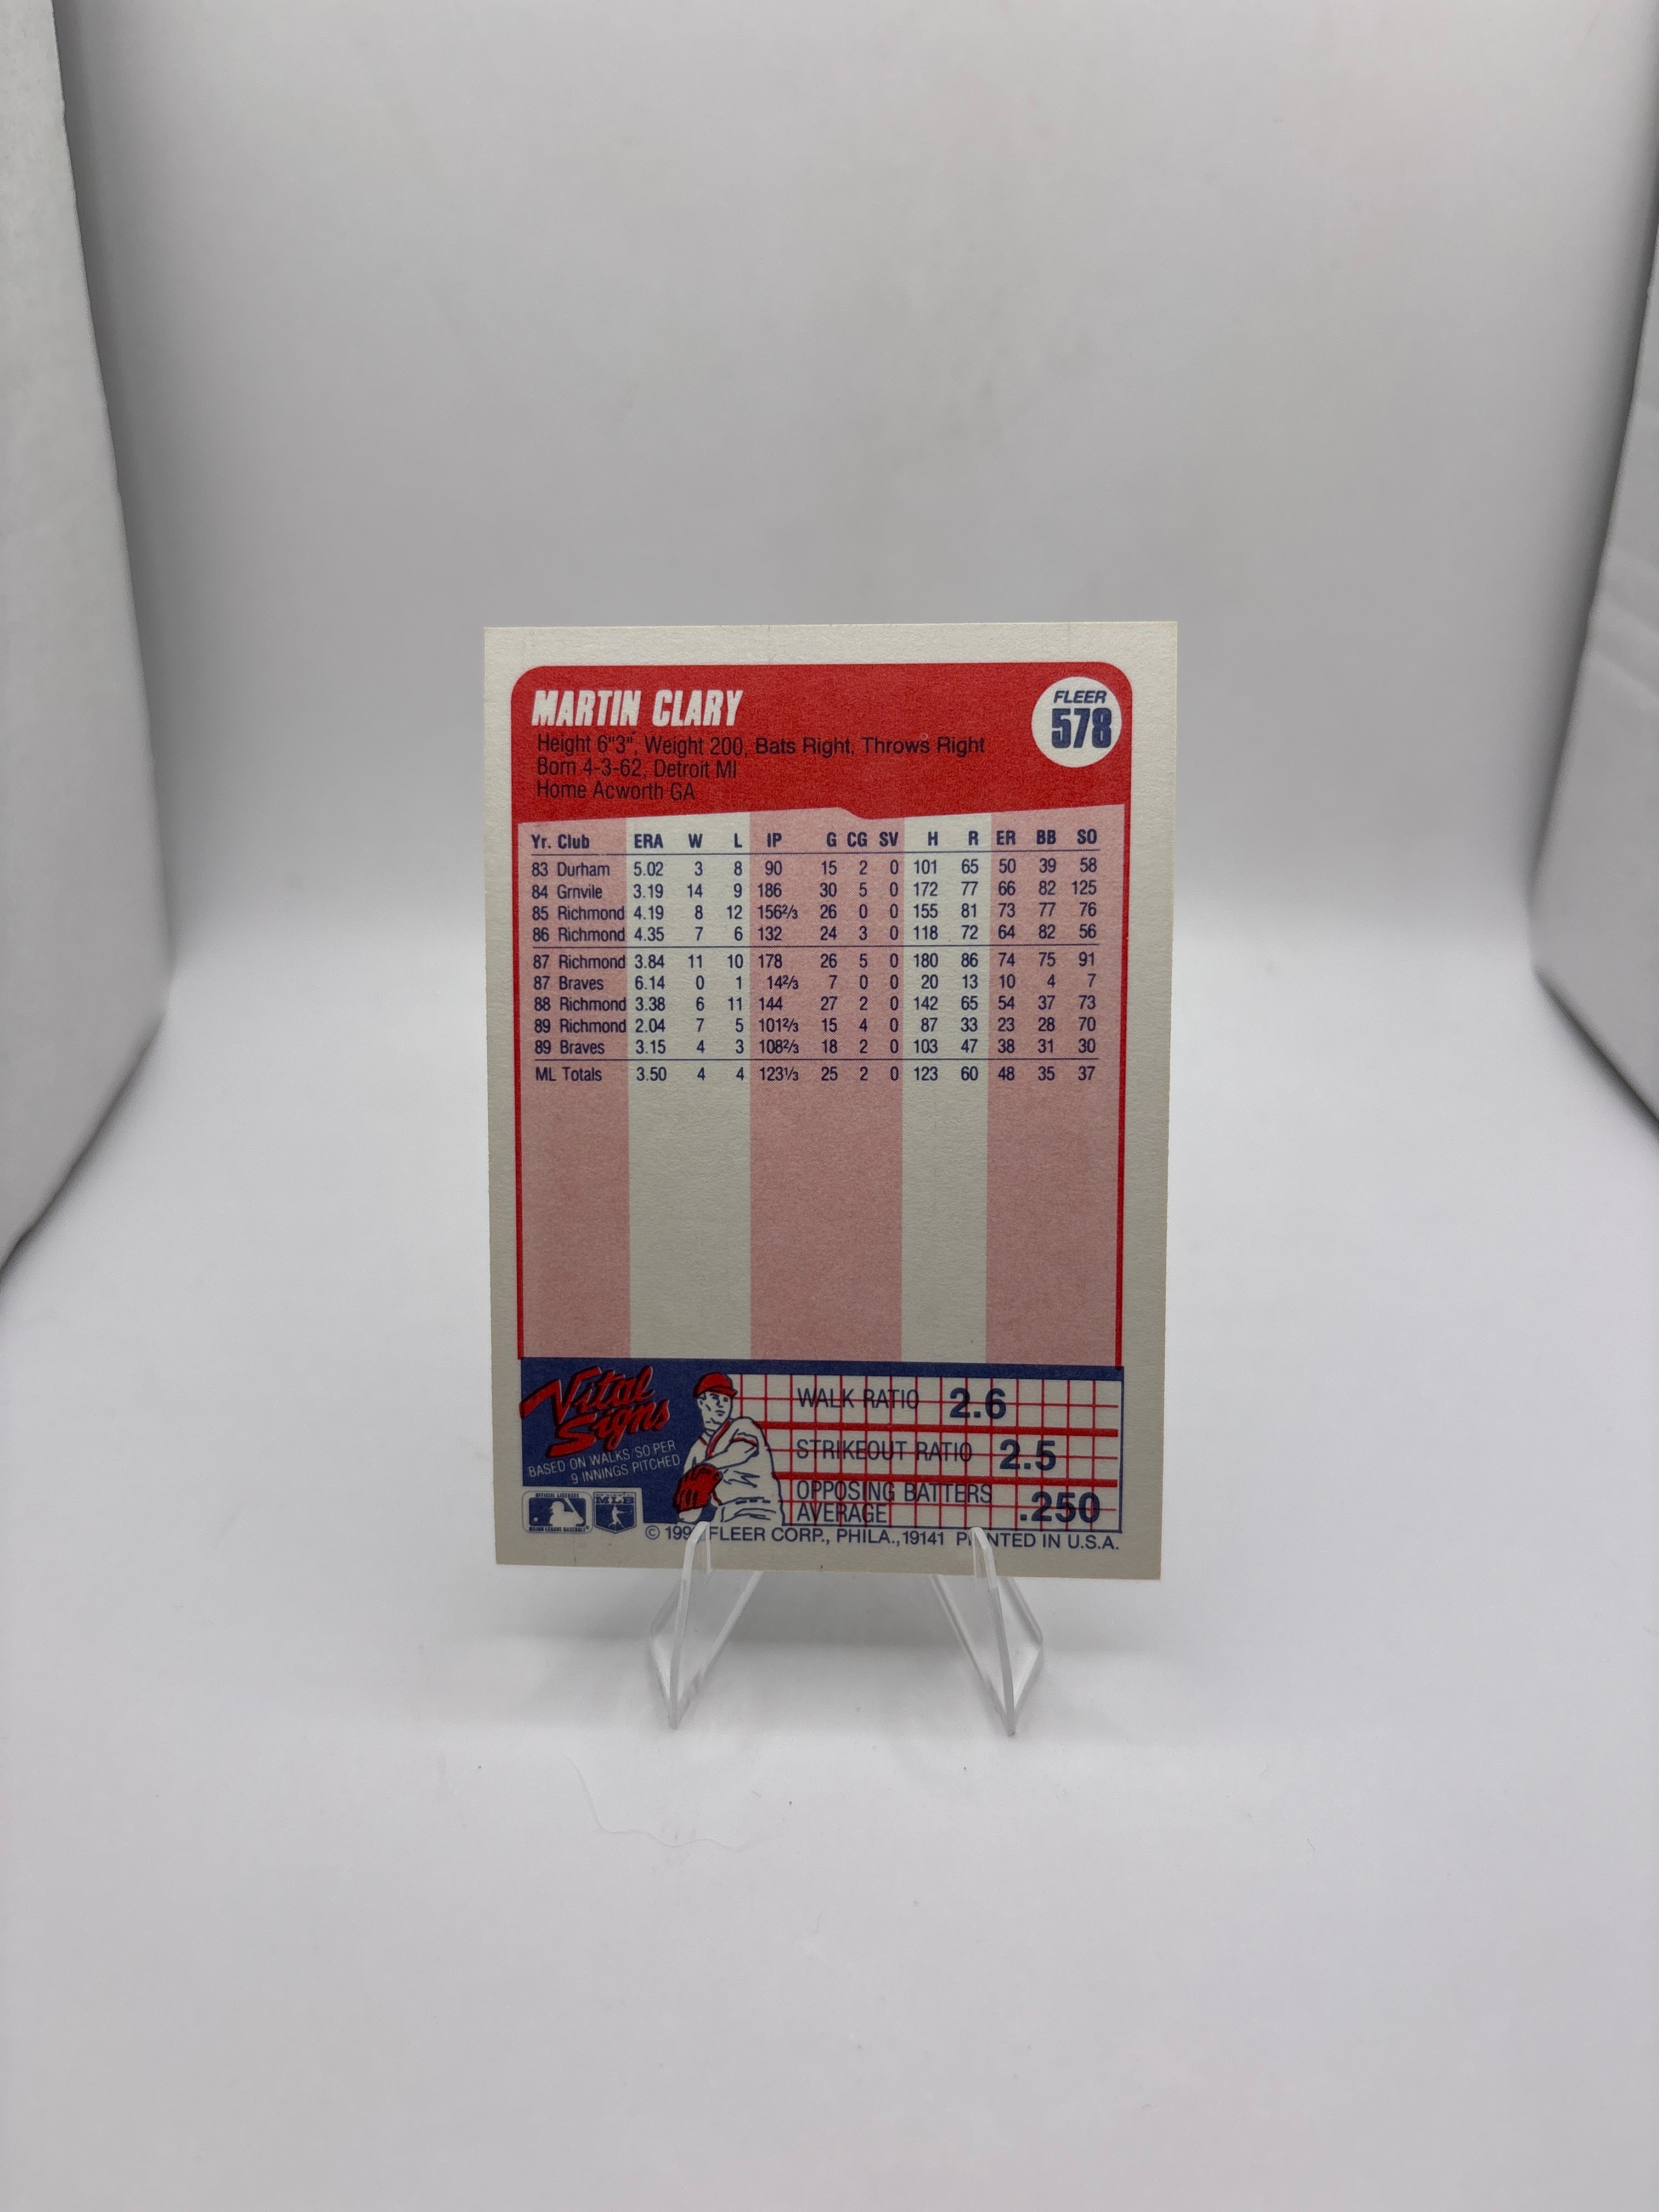 MARTIN CLARY
FLEER
578
Height 6"3", Weight 200, Bats Right, Throws Right
Born 4-3-62, Detroit MI
Home Acworth GA
Yr. Club ERA W L IP G CG SV H R ER BB SO
83 Durham 5.02 3 8 90 15 2 0 101 65 50 39 58
84 Grnvile 3.19 14 9 186 30 5 0 172 77 66 82 125
85 Richmond 4.19 8 12 156⅔ 26 0 0 155 81 73 77 76
86 Richmond 4.35 7 6 132 24 3 0 118 72 64 82 56
87 Richmond 3.84 11 10 178 26 5 0 180 86 74 75 91
87 Braves 6.14 0 1 14⅔ 7 0 0 20 13 10 4 7
88 Richmond 3.38 6 11 144 27 2 0 142 65 54 37 73
89 Richmond 2.04 7 5 101⅔ 15 4 0 87 33 23 28 70
89 Braves 3.15 4 3 108⅔ 18 2 0 103 47 38 31 30
ML Totals 3.50 4 4 123⅓ 25 2 0 123 60 48 35 37
Vital
Signs
BASED ON WALKS/SO PER
9 INNINGS PITCHED
WALK RATIO 2.6
STRIKEOUT RATIO 2.5
OPPOSING BATTERS
AVERAGE .250
MLB
© FLEER CORP., PHILA., 19141 IN U.S.A.